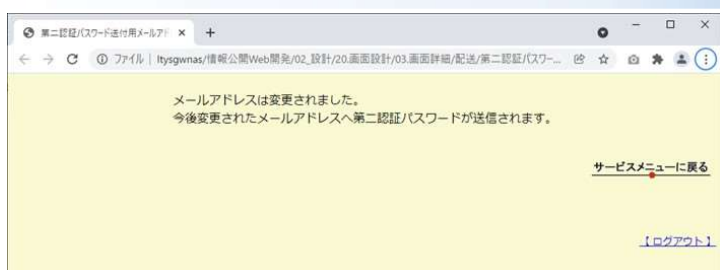 第二認証パスワード送付用メールアド
ファイル | ltysgwnas/情報公開Web開発/02_設計/20.画面設計/03.画面詳細/配送/第二認証パスワー...
メールアドレスは変更されました。
今後変更されたメールアドレスへ第二認証パスワードが送信されます。
サービスメニューに戻る
【ログアウト】